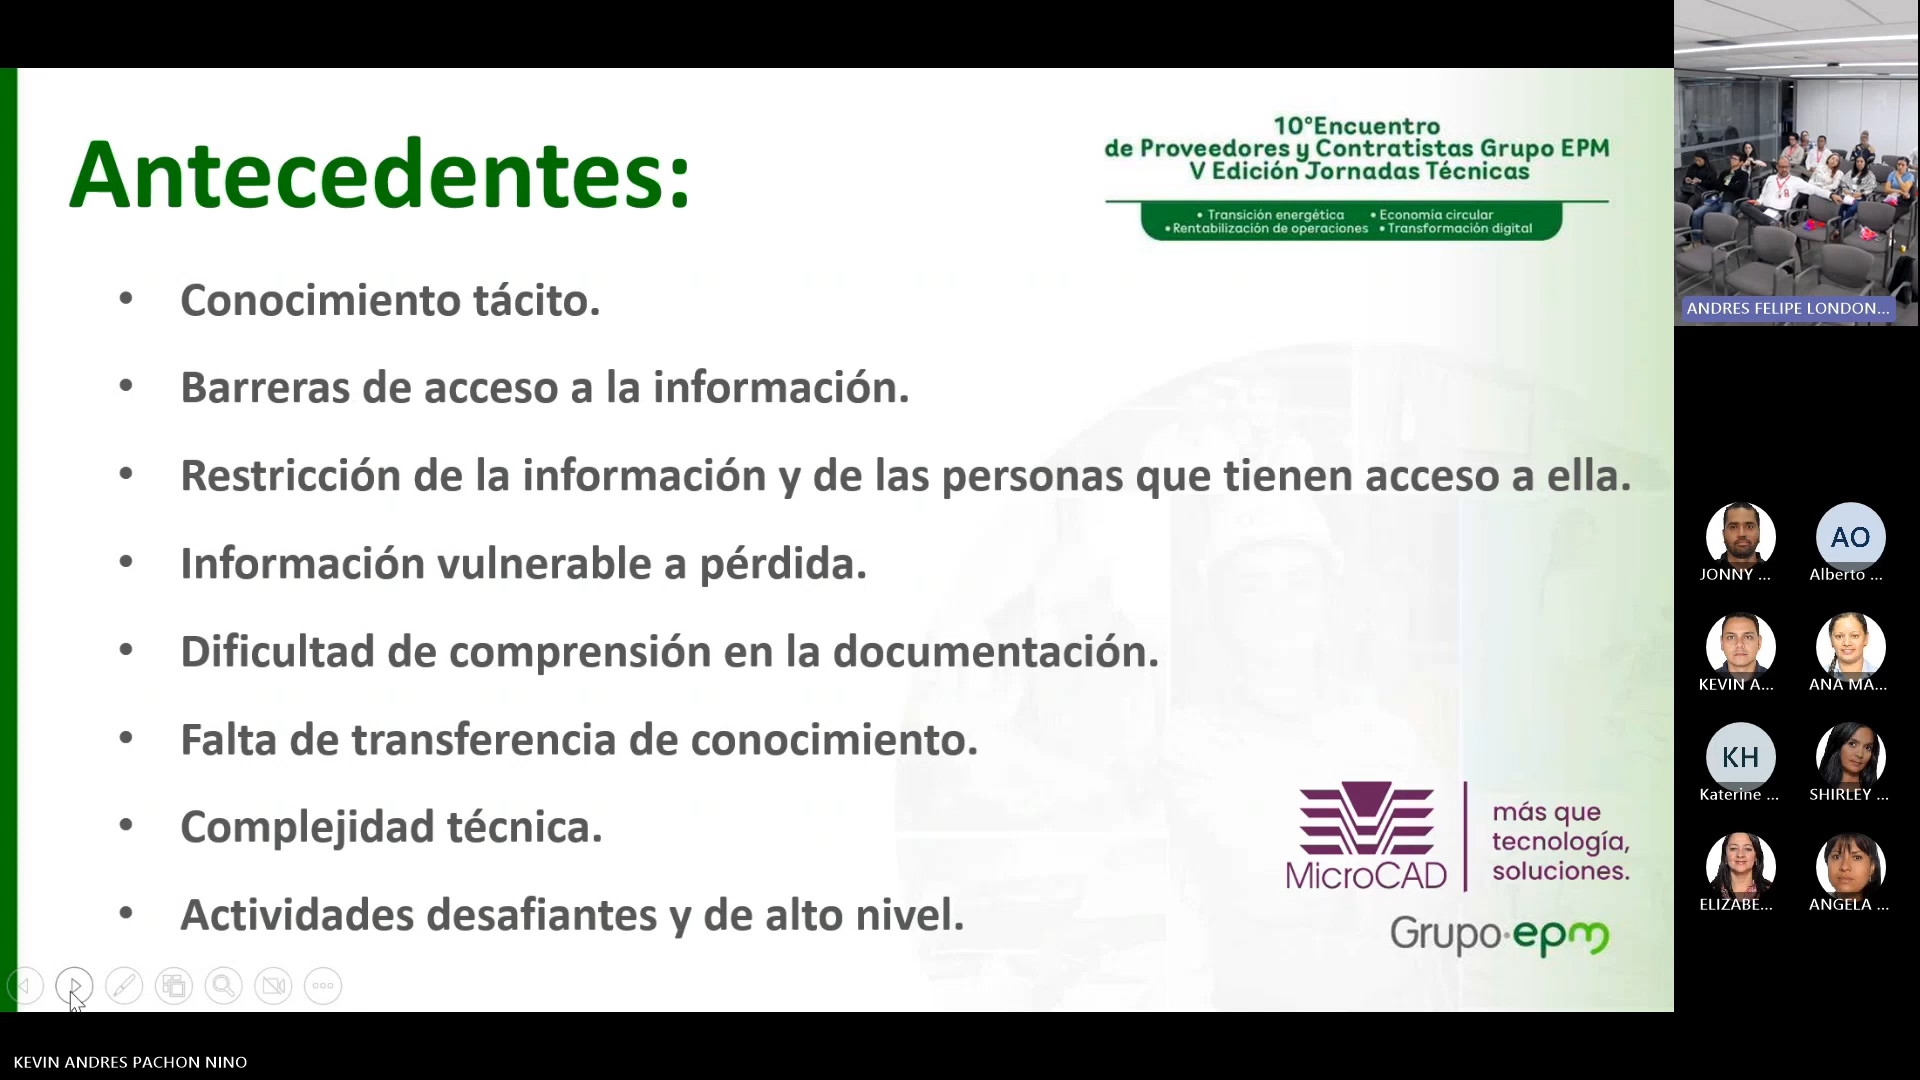 Antecedentes:
10°Encuentro
de Proveedores y Contratistas Grupo EPM
V Edición Jornadas Técnicas
• Transición energética • Economía circular
• Rentabilización de operaciones • Transformación digital
• Conocimiento tácito.
• Barreras de acceso a la información.
• Restricción de la información y de las personas que tienen acceso a ella.
• Información vulnerable a pérdida.
• Dificultad de comprensión en la documentación.
• Falta de transferencia de conocimiento.
• Complejidad técnica.
• Actividades desafiantes y de alto nivel.
MicroCAD
más que
tecnología,
soluciones.
Grupo·epm
KEVIN ANDRES PACHON NINO
ANDRES FELIPE LONDON...
AO
JONNY ... Alberto ...
KEVIN A... ANA MA...
KH
Katerine ... SHIRLEY ...
ELIZABE... ANGELA ...